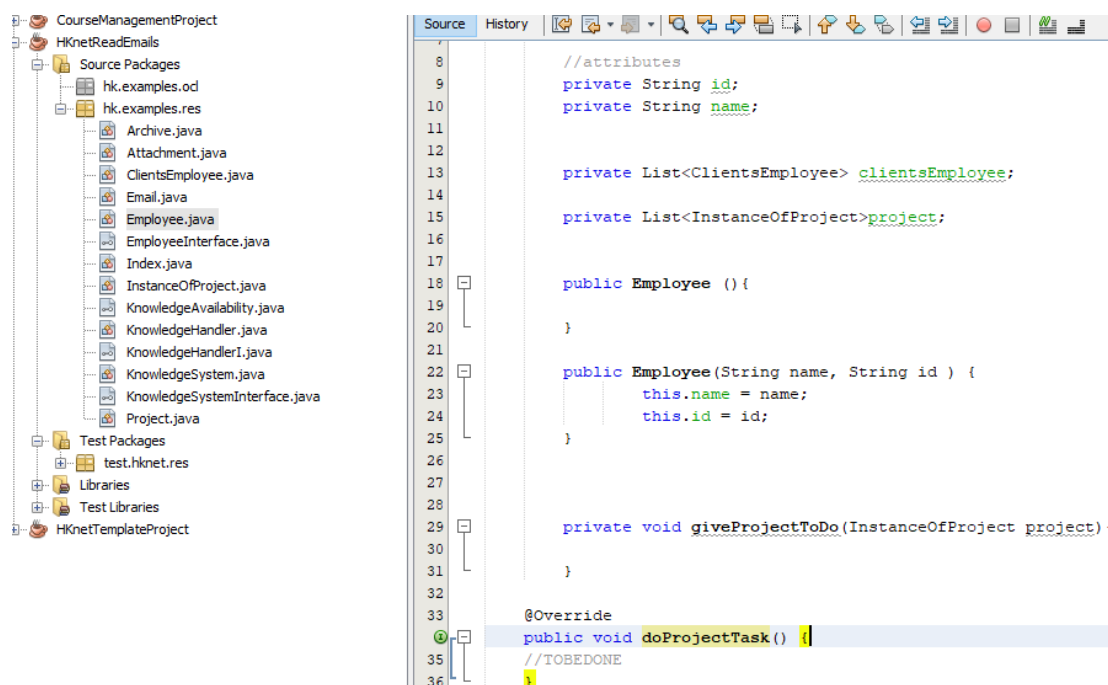 CourseManagementProject
HKnetReadEmails
Source Packages
hk.examples.ocl
hk.examples.res
Archive.java
Attachment.java
ClientsEmployee.java
Email.java
Employee.java
EmployeeInterface.java
Index.java
InstanceOfProject.java
KnowledgeAvailability.java
KnowledgeHandler.java
KnowledgeHandlerI.java
KnowledgeSystem.java
KnowledgeSystemInterface.java
Project.java
Test Packages
test.hknet.res
Libraries
Test Libraries
HKnetTemplateProject
Source History
7
8 //attributes
9 private String id;
10 private String name;
11
12
13 private List<ClientsEmployee> clientsEmployee;
14
15 private List<InstanceOfProject>project;
16
17
18 public Employee (){
19
20 }
21
22 public Employee(String name, String id ) {
23 this.name = name;
24 this.id = id;
25 }
26
27
28
29 private void giveProjectToDo(InstanceOfProject project){
30
31 }
32
33 @Override
public void doProjectTask() {
35 //TOBEDONE
36 }